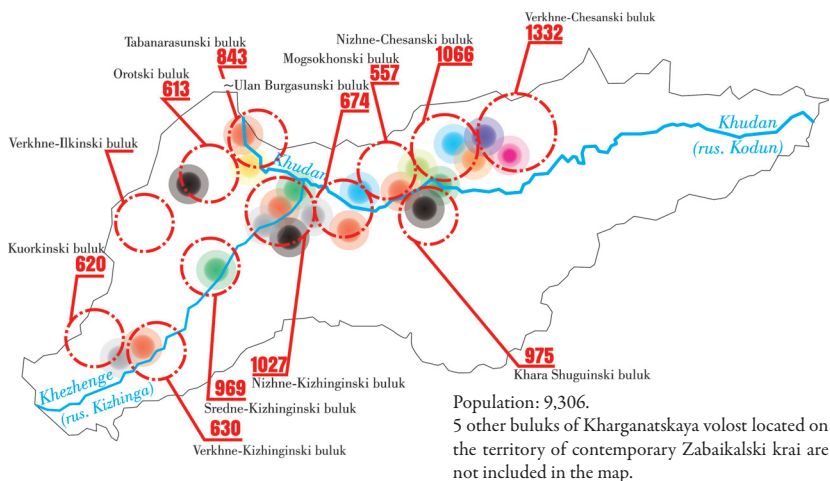 Verkhne-Chesanski buluk
1332
Nizhne-Chesanski buluk
1066
Tabanarasunski buluk
843
Mogsokhonski buluk
557
Orotski buluk
613
~Ulan Burgasunski buluk
674
Verkhne-Ilkinski buluk
Khudan
Khudan
(rus. Kodun)
Kuorkinski buluk
620
Khezhenge
(rus. Kizhinga)
1027
Nizhne-Kizhinginski buluk
969
Sredne-Kizhinginski buluk
630
Verkhne-Kizhinginski buluk
975
Khara Shuguinski buluk
Population: 9,306.
5 other buluks of Kharganatskaya volost located on
the territory of contemporary Zabaikalski krai are
not included in the map.